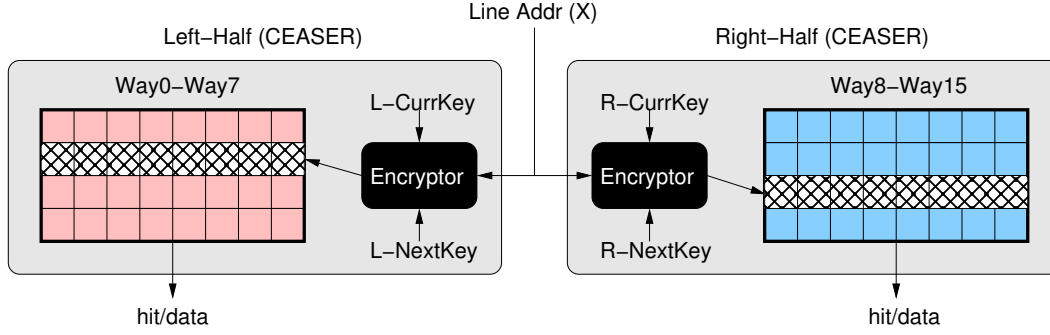 Line Addr (X)
Left−Half (CEASER)
Right−Half (CEASER)
Way0−Way7
Way8−Way15
L−CurrKey
R−CurrKey
Encryptor
Encryptor
L−NextKey
R−NextKey
hit/data
hit/data